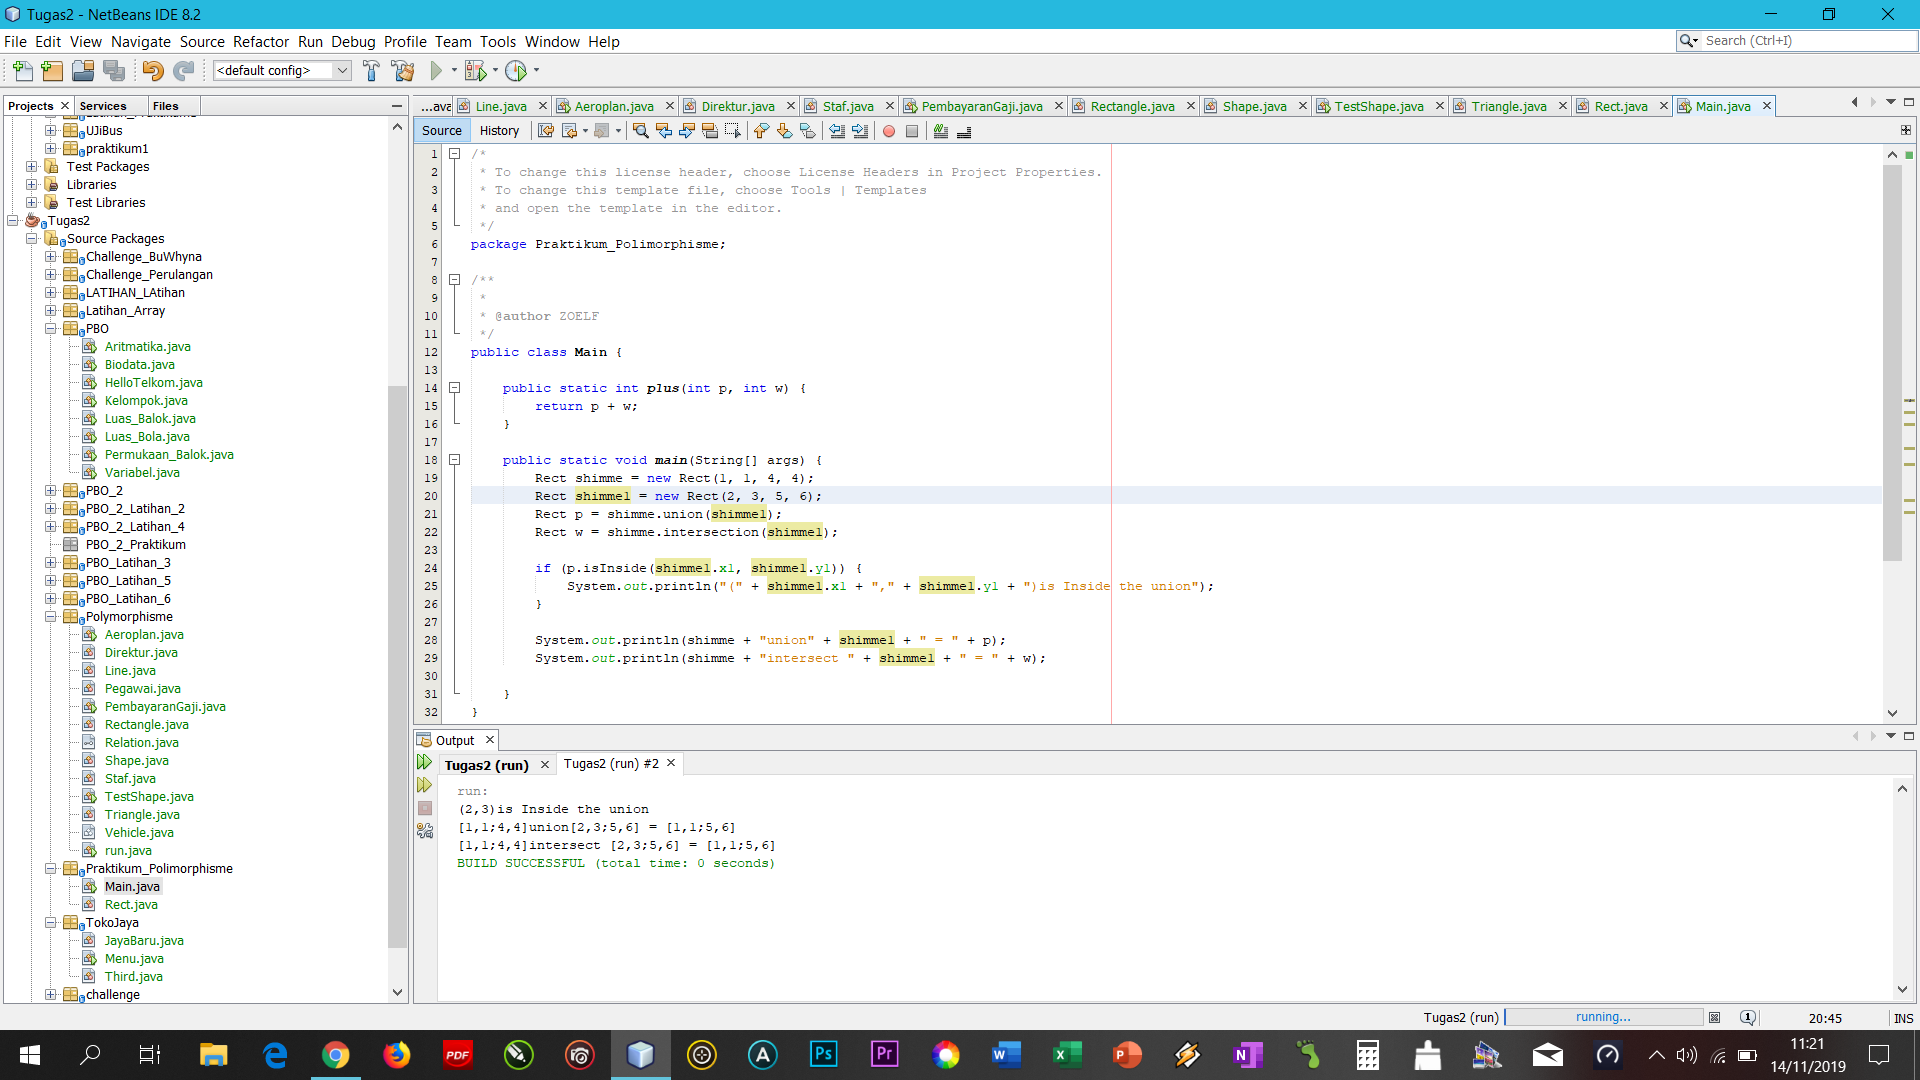 Tugas2 - NetBeans IDE 8.2
File Edit View Navigate Source Refactor Run Debug Profile Team Tools Window Help
Search (Ctrl+I)
<default config>
Projects Services Files
...ava Line.java Aeroplan.java Direktur.java Staf.java PembayaranGaji.java Rectangle.java Shape.java TestShape.java Triangle.java Rect.java Main.java
Source History
UJiBus
praktikum1
Test Packages
Libraries
Test Libraries
Tugas2
Source Packages
Challenge_BuWhyna
Challenge_Perulangan
LATIHAN_LAtihan
Latihan_Array
PBO
Aritmatika.java
Biodata.java
HelloTelkom.java
Kelompok.java
Luas_Balok.java
Luas_Bola.java
Permukaan_Balok.java
Variabel.java
PBO_2
PBO_2_Latihan_2
PBO_2_Latihan_4
PBO_2_Praktikum
PBO_Latihan_3
PBO_Latihan_5
PBO_Latihan_6
Polymorphisme
Aeroplan.java
Direktur.java
Line.java
Pegawai.java
PembayaranGaji.java
Rectangle.java
Relation.java
Shape.java
Staf.java
TestShape.java
Triangle.java
Vehicle.java
run.java
Praktikum_Polimorphisme
Main.java
Rect.java
TokoJaya
JayaBaru.java
Menu.java
Third.java
challenge
1 /*
2 * To change this license header, choose License Headers in Project Properties.
3 * To change this template file, choose Tools | Templates
4 * and open the template in the editor.
5 */
6 package Praktikum_Polimorphisme;
7
8 /**
9 *
10 * @author ZOELF
11 */
12 public class Main {
13
14 public static int plus(int p, int w) {
15 return p + w;
16 }
17
18 public static void main(String[] args) {
19 Rect shimme = new Rect(1, 1, 4, 4);
20 Rect shimmel = new Rect(2, 3, 5, 6);
21 Rect p = shimme.union(shimmel);
22 Rect w = shimme.intersection(shimmel);
23
24 if (p.isInside(shimmel.x1, shimmel.y1)) {
25 System.out.println("(" + shimmel.x1 + "," + shimmel.y1 + ")is Inside the union");
26 }
27
28 System.out.println(shimme + "union" + shimmel + " = " + p);
29 System.out.println(shimme + "intersect " + shimmel + " = " + w);
30
31 }
32 }
Output
Tugas2 (run) Tugas2 (run) #2
run:
(2,3)is Inside the union
[1,1;4,4]union[2,3;5,6] = [1,1;5,6]
[1,1;4,4]intersect [2,3;5,6] = [1,1;5,6]
BUILD SUCCESSFUL (total time: 0 seconds)
Tugas2 (run) running... 1 20:45 INS
PDF Ps Pr
11:21
14/11/2019